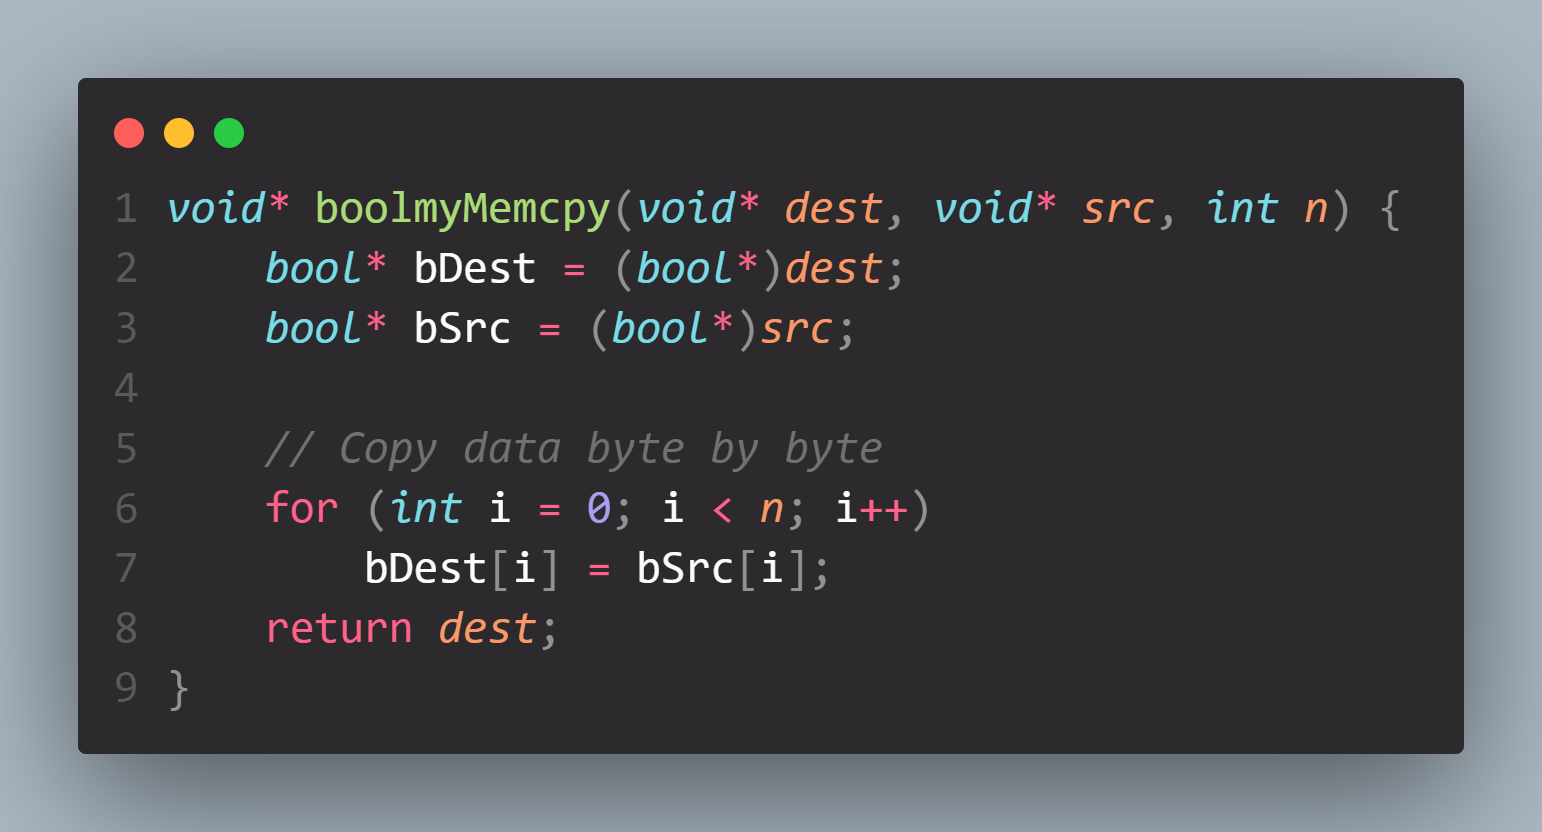 1 void* boolmyMemcpy(void* dest, void* src, int n) {
2     bool* bDest = (bool*)dest;
3     bool* bSrc = (bool*)src;
4
5     // Copy data byte by byte
6     for (int i = 0; i < n; i++)
7         bDest[i] = bSrc[i];
8     return dest;
9 }